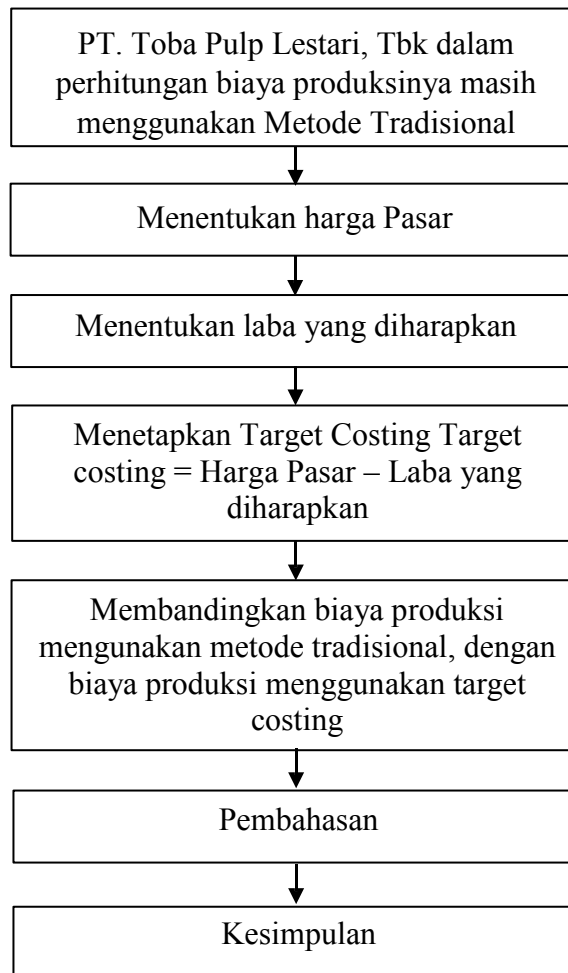 PT. Toba Pulp Lestari, Tbk dalam
perhitungan biaya produksinya masih
menggunakan Metode Tradisional
Menentukan harga Pasar
Menentukan laba yang diharapkan
Menetapkan Target Costing Target
costing = Harga Pasar – Laba yang
diharapkan
Membandingkan biaya produksi
mengunakan metode tradisional, dengan
biaya produksi menggunakan target
costing
Pembahasan
Kesimpulan